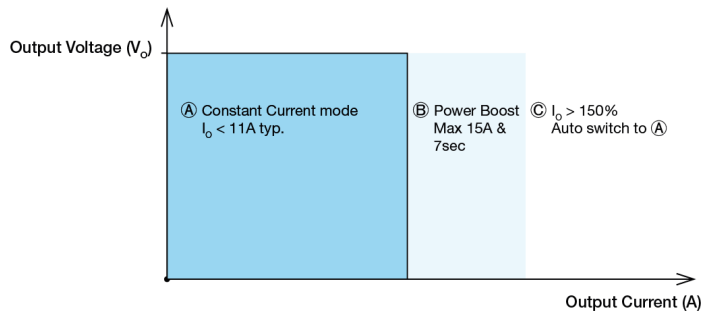 Output Voltage (Vo)
Ⓐ Constant Current mode
Io < 11A typ.
Ⓑ Power Boost
Max 15A &
7sec
Ⓒ Io > 150%
Auto switch to Ⓐ
Output Current (A)